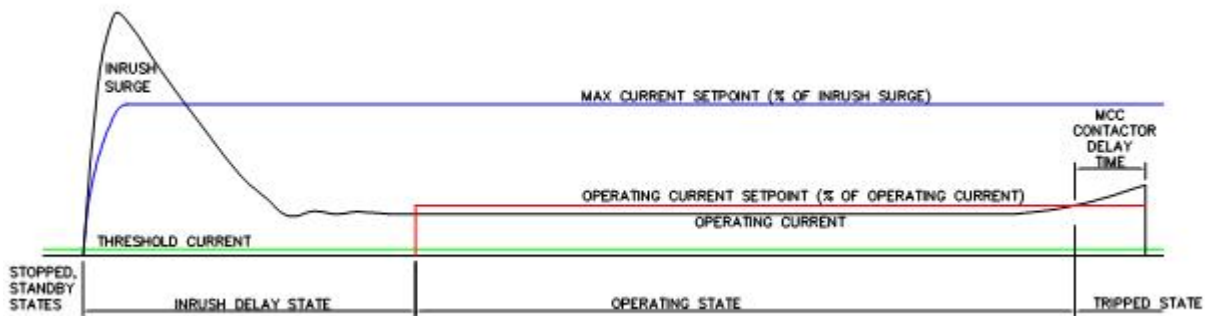 INRUSH
SURGE
MAX CURRENT SETPOINT (% OF INRUSH SURGE)
MCC
CONTACTOR
DELAY
TIME
OPERATING CURRENT SETPOINT (% OF OPERATING CURRENT)
OPERATING CURRENT
THRESHOLD CURRENT
STOPPED,
STANDBY
STATES
INRUSH DELAY STATE
OPERATING STATE
TRIPPED STATE